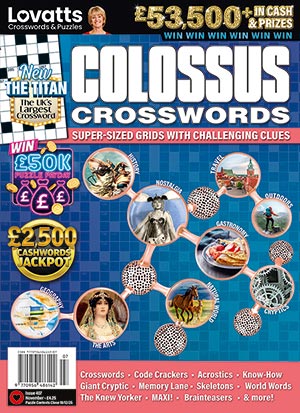 Lovatts
Crosswords & Puzzles
£53,500+ IN CASH
& PRIZES
WIN WIN WIN WIN WIN WIN
New
THE TITAN
The UK's
Largest
Crossword
COLOSSUS
CROSSWORDS
SUPER-SIZED GRIDS WITH CHALLENGING CLUES
WIN
£50K
PUZZLE PAYDAY
£2,500
CASHWORDS
JACKPOT
HISTORY
NOSTALGIA
TRAVEL
OUTDOORS
GASTRONOMY
NATURAL WORLD
CRYPTICS
GEOGRAPHY
THE ARTS
Crosswords • Code Crackers • Acrostics • Know-How
Giant Cryptic • Memory Lane • Skeletons • World Words
The Knew Yorker • MAXI! • Brainteasers & more!
07